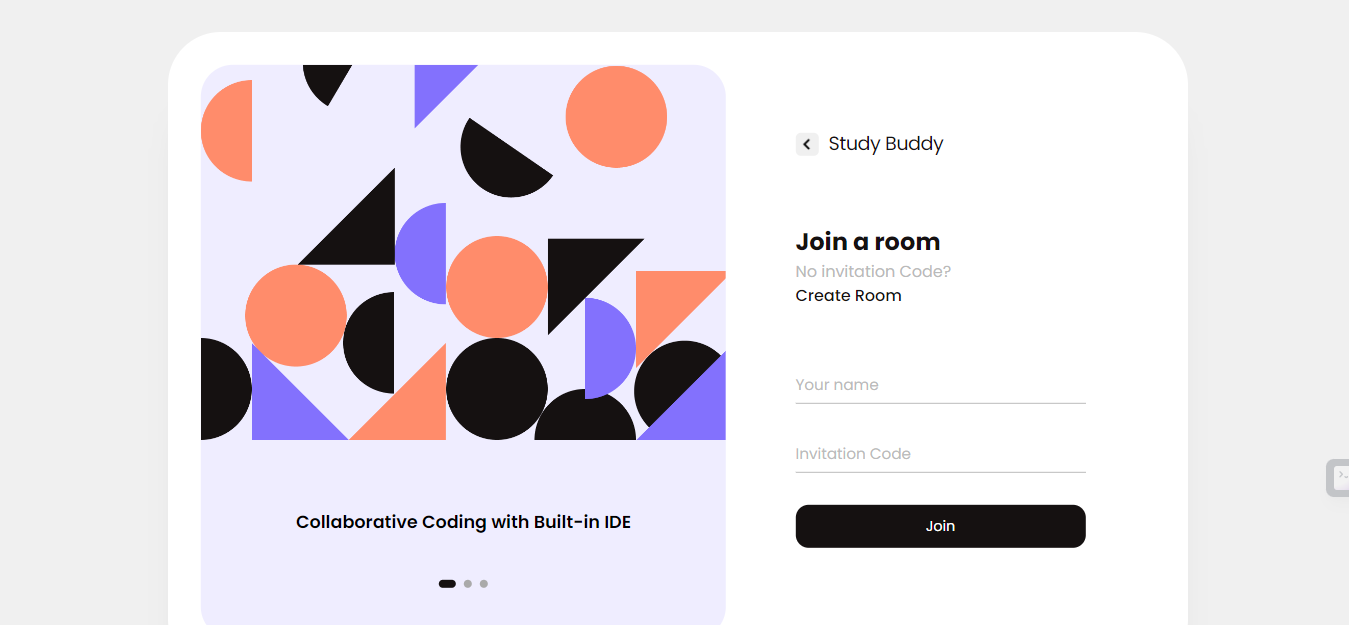 Study Buddy
Join a room
No invitation Code?
Create Room
Your name
Invitation Code
Join
Collaborative Coding with Built-in IDE